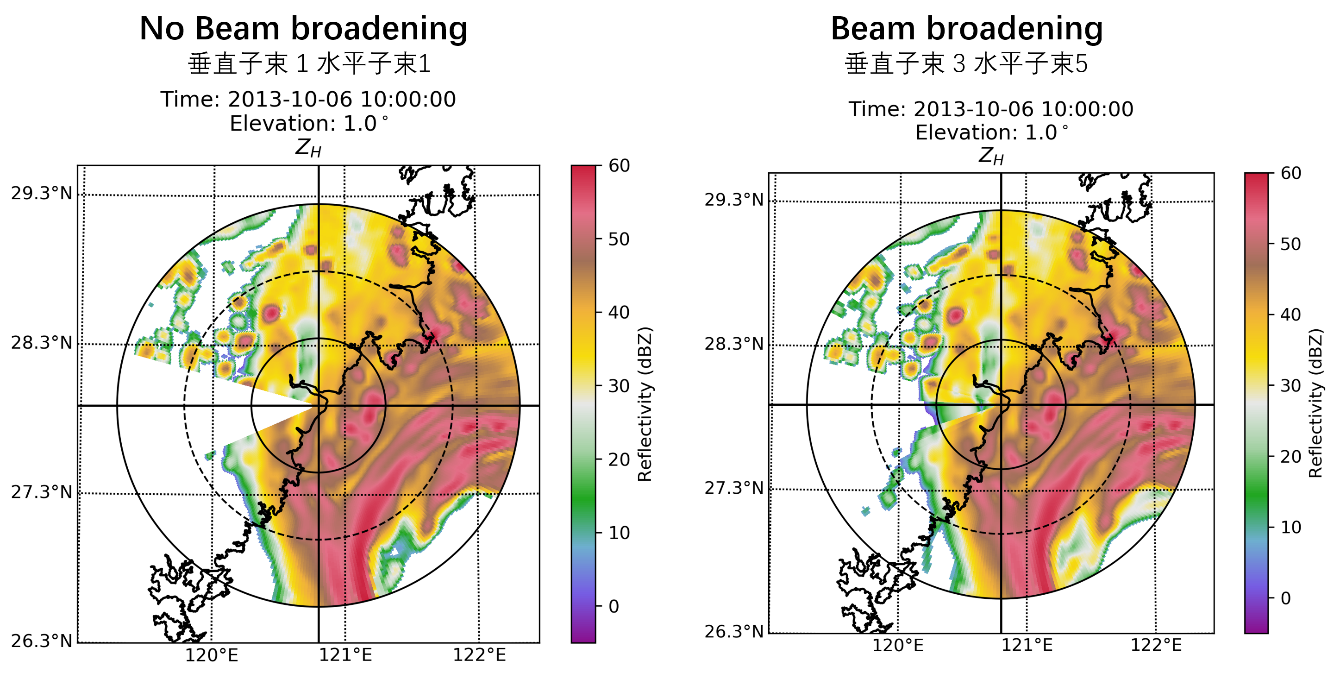 No Beam broadening
垂直子束 1 水平子束1
Time: 2013-10-06 10:00:00
Elevation: 1.0°
Z_H
29.3°N
28.3°N
27.3°N
26.3°N
120°E 121°E 122°E
60
50
40
30
20
10
0
Reflectivity (dBZ)
Beam broadening
垂直子束 3 水平子束5
Time: 2013-10-06 10:00:00
Elevation: 1.0°
Z_H
29.3°N
28.3°N
27.3°N
26.3°N
120°E 121°E 122°E
60
50
40
30
20
10
0
Reflectivity (dBZ)